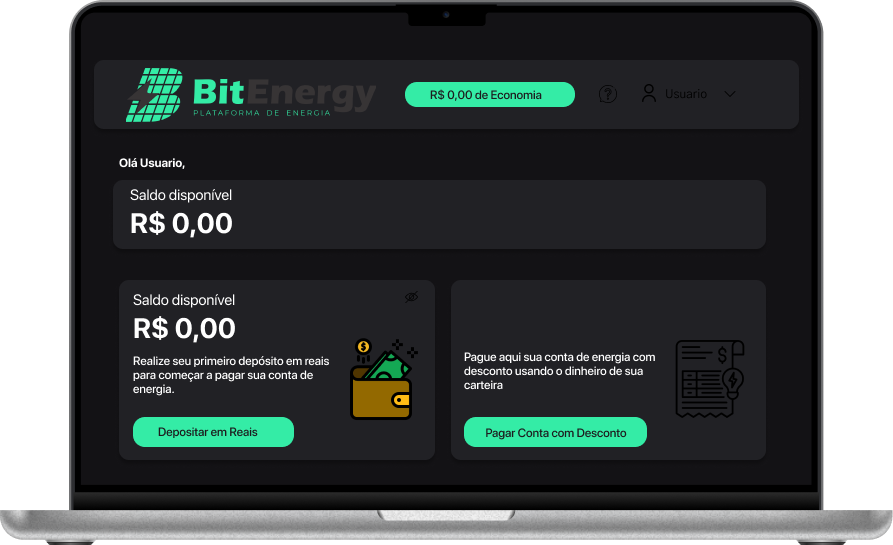 BitEnergy
PLATAFORMA DE ENERGIA
R$ 0,00 de Economia
Usuario
Olá Usuario,
Saldo disponível
R$ 0,00
Saldo disponível
R$ 0,00
Realize seu primeiro depósito em reais
para começar a pagar sua conta de
energia.
Depositar em Reais
Pague aqui sua conta de energia com
desconto usando o dinheiro de sua
carteira
Pagar Conta com Desconto